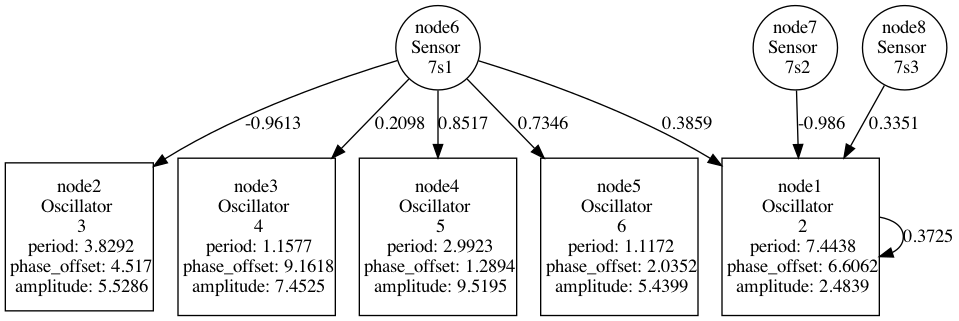 node6
Sensor
7s1
node7
Sensor
7s2
node8
Sensor
7s3
-0.9613
0.2098
0.8517
0.7346
0.3859
-0.986
0.3351
node2
Oscillator
3
period: 3.8292
phase_offset: 4.517
amplitude: 5.5286
node3
Oscillator
4
period: 1.1577
phase_offset: 9.1618
amplitude: 7.4525
node4
Oscillator
5
period: 2.9923
phase_offset: 1.2894
amplitude: 9.5195
node5
Oscillator
6
period: 1.1172
phase_offset: 2.0352
amplitude: 5.4399
node1
Oscillator
2
period: 7.4438
phase_offset: 6.6062
amplitude: 2.4839
0.3725